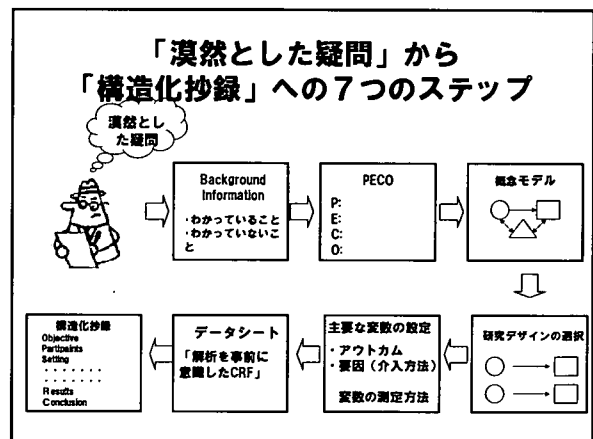 「漠然とした疑問」から
「構造化抄録」への７つのステップ
漠然とし
た疑問
Background
Information
・わかっていること
・わかっていないこ
と
PECO
P:
E:
C:
O:
概念モデル
研究デザインの選択
主要な変数の設定
・アウトカム
・要因（介入方法）
変数の測定方法
データシート
「解析を事前に
意識したCRF」
構造化抄録
Objective
Partipaints
Setting
・・・・・・・
・・・・・・・
Results
Conclusion